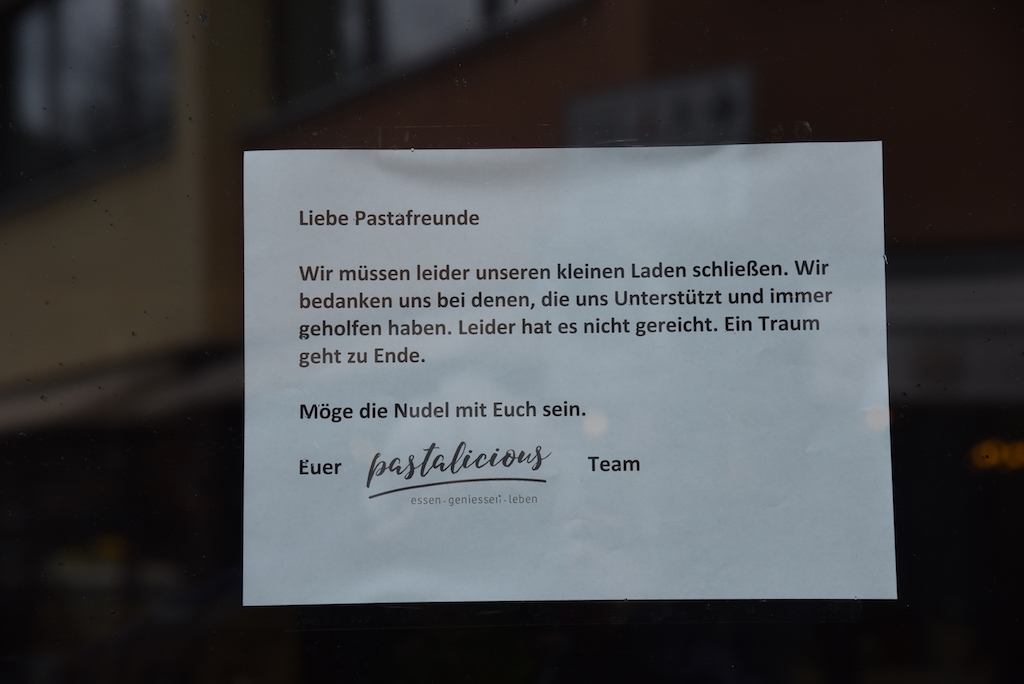 Liebe Pastafreunde
Wir müssen leider unseren kleinen Laden schließen. Wir
bedanken uns bei denen, die uns Unterstützt und immer
geholfen haben. Leider hat es nicht gereicht. Ein Traum
geht zu Ende.
Möge die Nudel mit Euch sein.
Euer pastalicious Team
essen - geniessen - leben